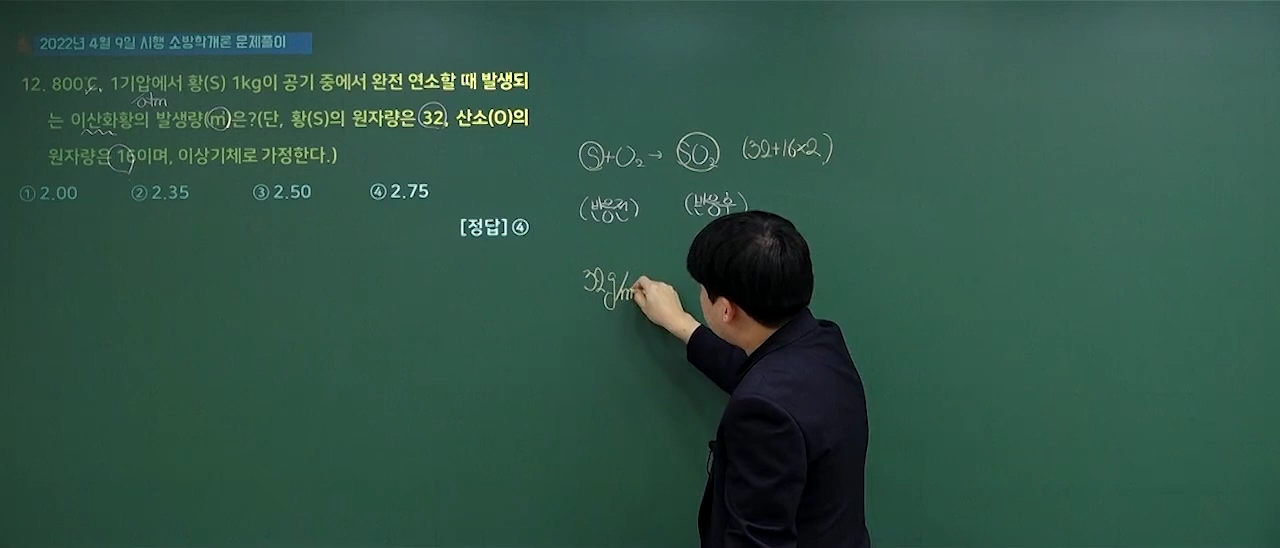 2022년 4월 9일 시행 소방학개론 문제풀이
12. 800℃, 1기압에서 황(S) 1kg이 공기 중에서 완전 연소할 때 발생되
atm
는 이산화황의 발생량(m)은?(단, 황(S)의 원자량은 32, 산소(O)의
원자량은 16이며, 이상기체로 가정한다.)
① 2.00 ② 2.35 ③ 2.50 ④ 2.75
[정답] ④
S+O₂→ SO₂ (32+16×2)
(반응전) (반응후)
32g/m